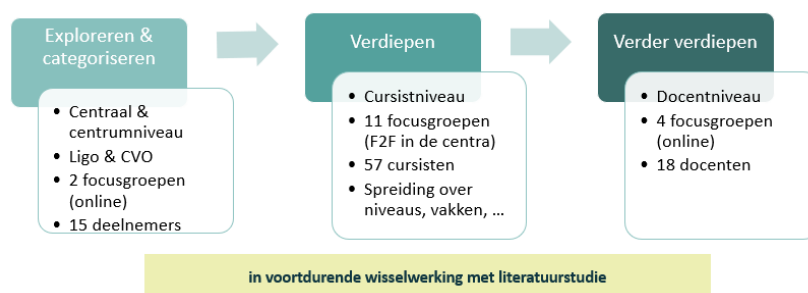 Exploreren &
categoriseren
• Centraal &
centrumniveau
• Ligo & CVO
• 2 focusgroepen
(online)
• 15 deelnemers
Verdiepen
• Cursistniveau
• 11 focusgroepen
(F2F in de centra)
• 57 cursisten
• Spreiding over
niveaus, vakken, ...
Verder verdiepen
• Docentniveau
• 4 focusgroepen
(online)
• 18 docenten
in voortdurende wisselwerking met literatuurstudie